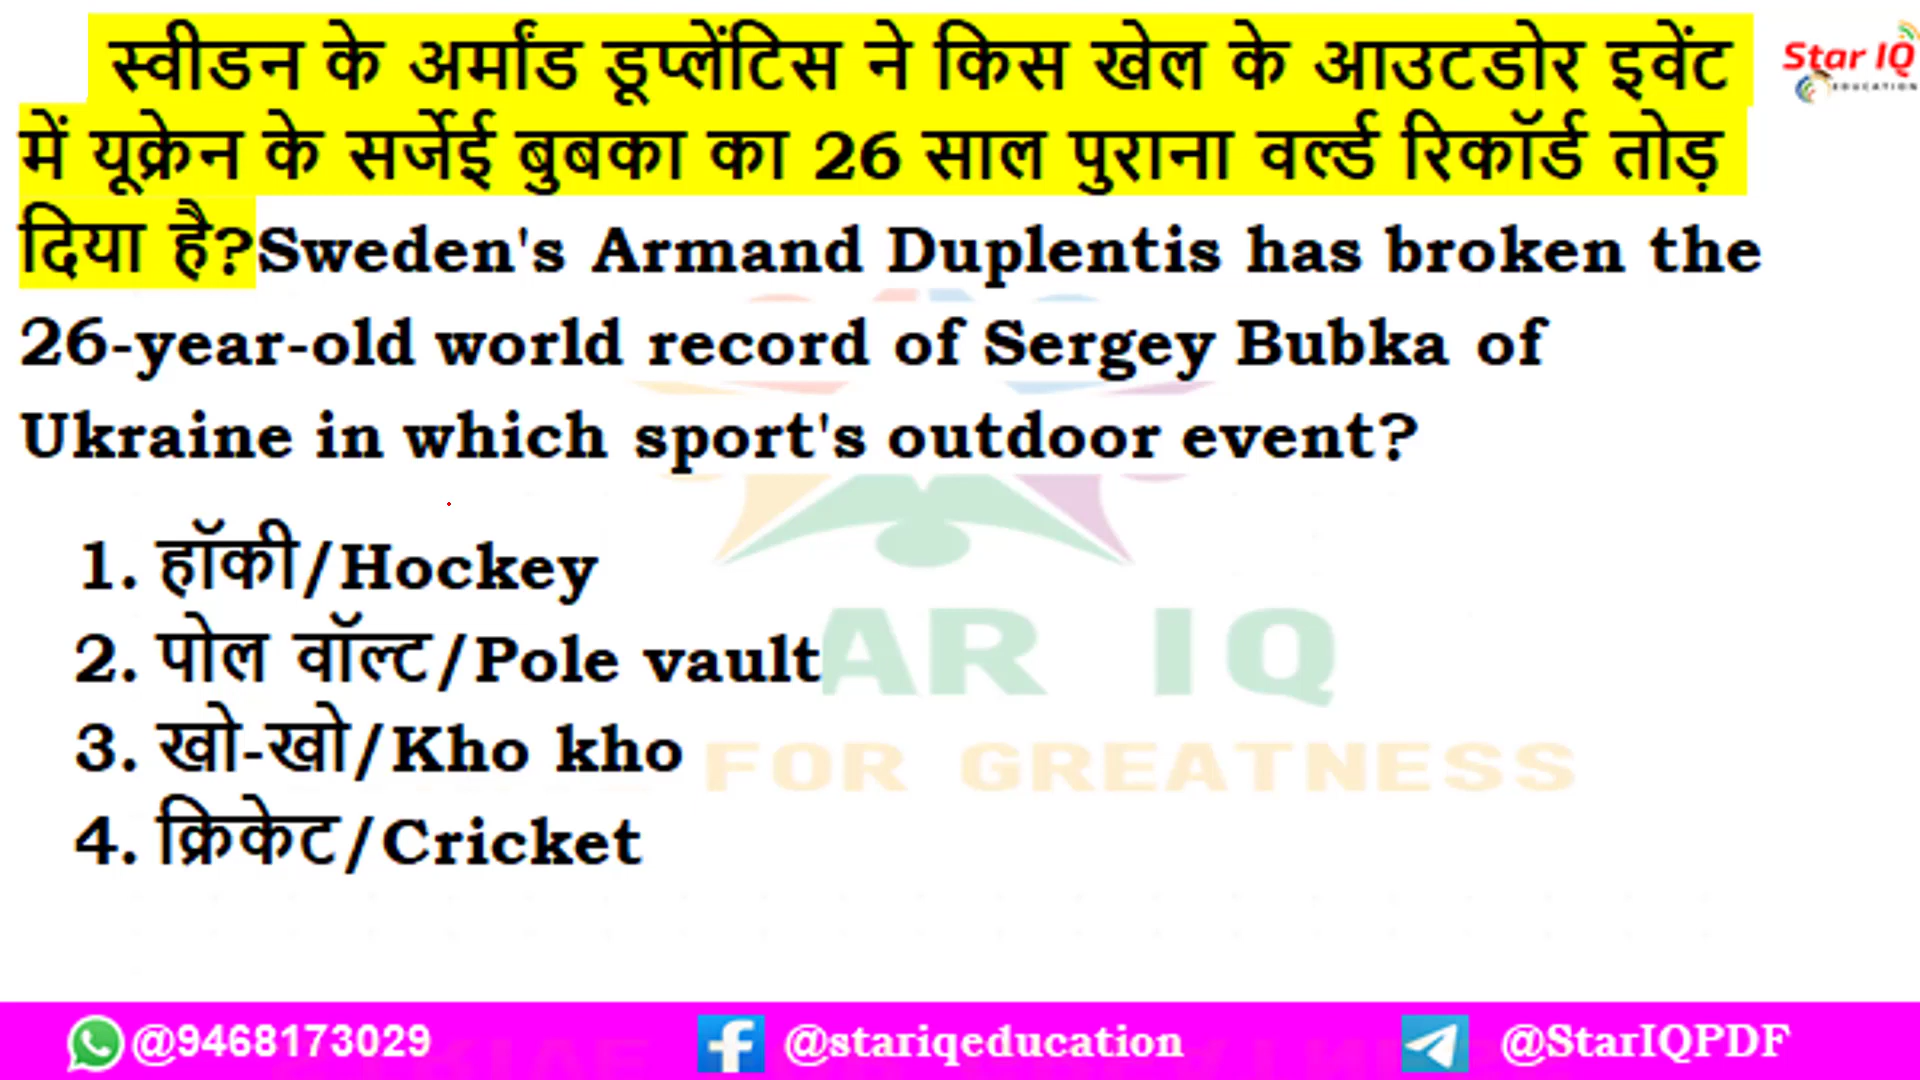 स्वीडन के अर्मांड डूप्लेंटिस ने किस खेल के आउटडोर इवेंट
Star IQ
EDUCATION
में यूक्रेन के सर्जेई बुबका का 26 साल पुराना वर्ल्ड रिकॉर्ड तोड़
दिया है?Sweden's Armand Duplentis has broken the
26-year-old world record of Sergey Bubka of
Ukraine in which sport's outdoor event?
1. हॉकी/Hockey
2. पोल वॉल्ट/Pole vault
3. खो-खो/Kho kho
4. क्रिकेट/Cricket
AR IQ
FOR GREATNESS
@9468173029 @stariqeducation @StarIQPDF